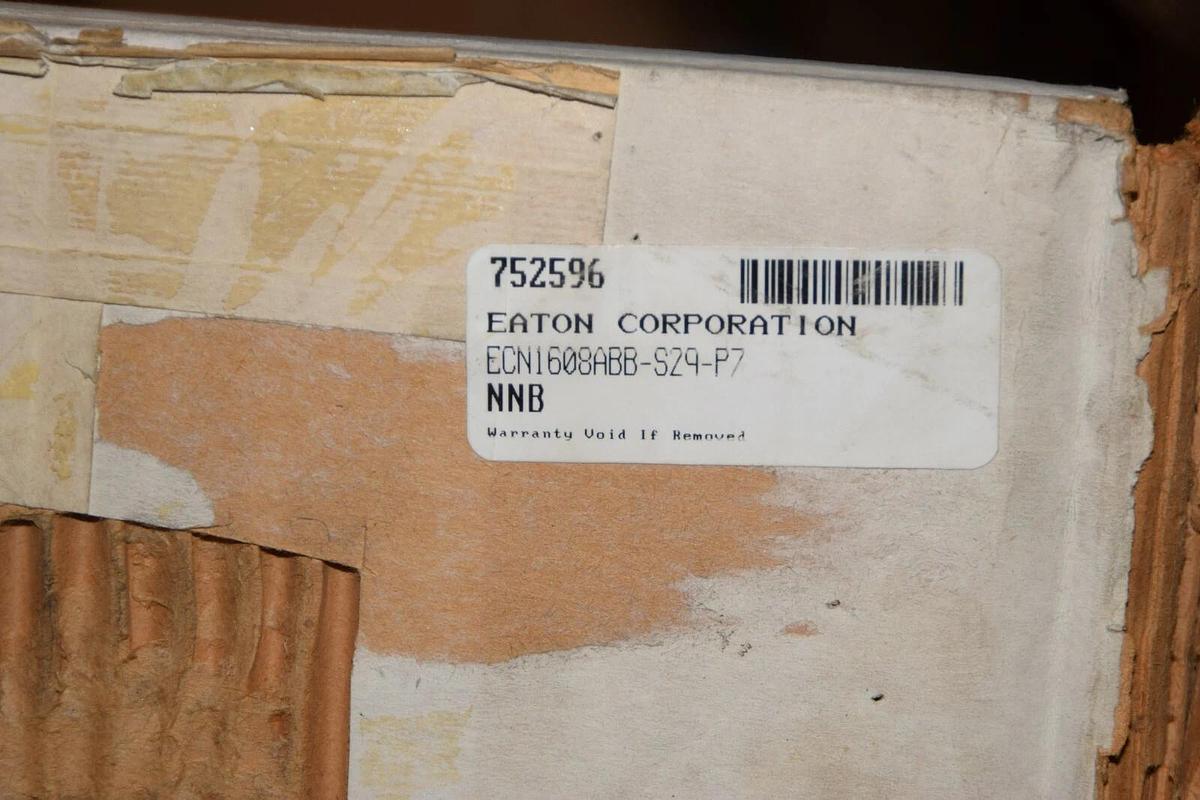 752596
EATON CORPORATION
ECN1608ABB-S29-P7
NNB
Warranty Void If Removed